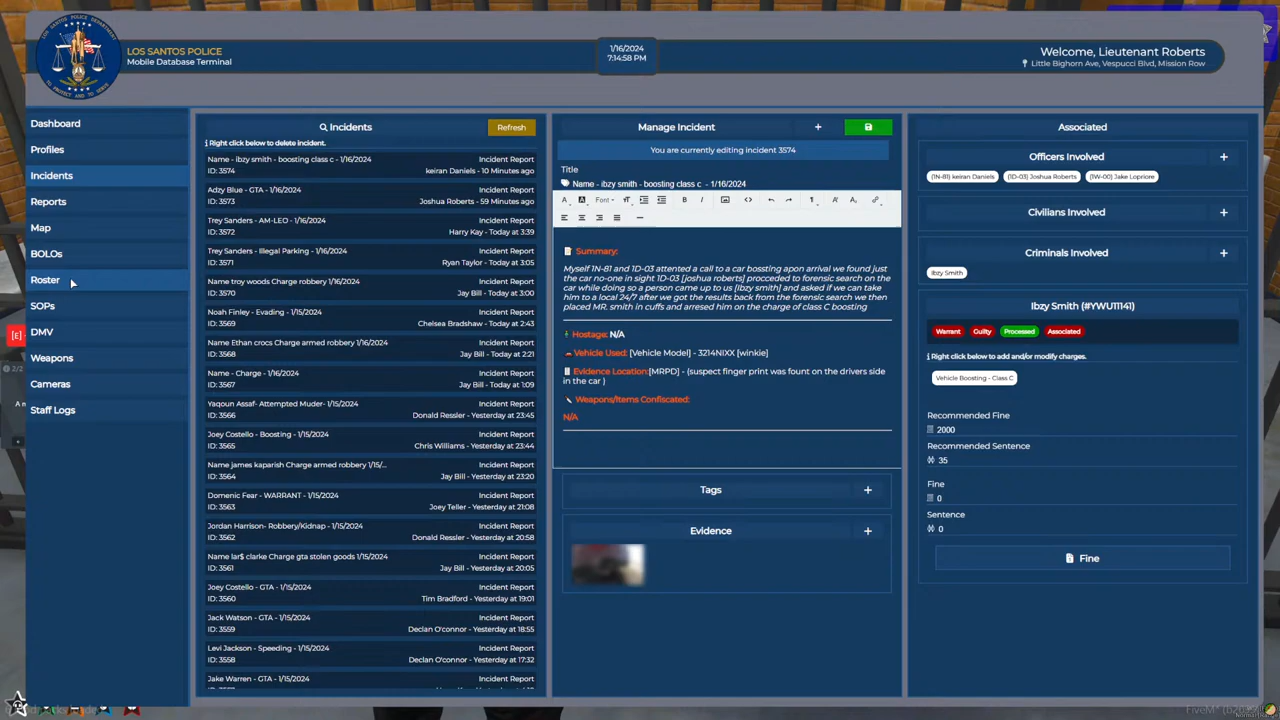 LOS SANTOS POLICE
Mobile Database Terminal
1/16/2024
7:14:58 PM
Welcome, Lieutenant Roberts
Little Bighorn Ave, Vespucci Blvd, Mission Row
Dashboard
Profiles
Incidents
Reports
Map
BOLOs
Roster
SOPs
DMV
Weapons
Cameras
Staff Logs
[E]
Incidents
Refresh
Right click below to delete incident.
Name - ibzy smith - boosting class c - 1/16/2024 Incident Report
ID: 3574 keiran Daniels - 10 Minutes ago
Adzy Blue - GTA - 1/16/2024 Incident Report
ID: 3573 Joshua Roberts - 59 Minutes ago
Trey Sanders - AM-LEO - 1/16/2024 Incident Report
ID: 3572 Harry Kay - Today at 3:39
Trey Sanders - Illegal Parking - 1/16/2024 Incident Report
ID: 3571 Ryan Taylor - Today at 3:05
Name troy woods Charge robbery 1/16/2024 Incident Report
ID: 3570 Jay Bill - Today at 3:00
Noah Finley - Evading - 1/16/2024 Incident Report
ID: 3569 Chelsea Bradshaw - Today at 2:43
Name Ethan crocs Charge armed robbery 1/16/2024 Incident Report
ID: 3568 Jay Bill - Today at 2:21
Name - Charge - 1/16/2024 Incident Report
ID: 3567 Jay Bill - Today at 1:09
Yaqoun Assaf- Attempted Muder- 1/16/2024 Incident Report
ID: 3566 Donald Ressler - Yesterday at 23:45
Joey Costello - Boosting - 1/16/2024 Incident Report
ID: 3565 Chris Williams - Yesterday at 23:44
Name james kaparish Charge armed robbery 1/15/... Incident Report
ID: 3564 Jay Bill - Yesterday at 23:20
Domenic Fear - WARRANT - 1/15/2024 Incident Report
ID: 3563 Joey Teller - Yesterday at 21:08
Jordan Harrison- Robbery/Kidnap - 1/15/2024 Incident Report
ID: 3562 Donald Ressler - Yesterday at 20:58
Name lar$ clarke Charge gta stolen goods 1/15/2024 Incident Report
ID: 3561 Jay Bill - Yesterday at 20:05
Joey Costello - GTA - 1/15/2024 Incident Report
ID: 3560 Tim Bradford - Yesterday at 19:01
Jack Watson - GTA - 1/15/2024 Incident Report
ID: 3559 Declan O'connor - Yesterday at 18:55
Levi Jackson - Speeding - 1/15/2024 Incident Report
ID: 3558 Declan O'connor - Yesterday at 17:32
Jake Warren - GTA - 1/15/2024 Incident Report
Manage Incident
You are currently editing incident 3574
Title
Name - ibzy smith - boosting class c - 1/16/2024
Font
Summary:
Myself 1N-81 and 1D-03 attented a call to a car bossting apon arrival we found just
the car no-one in sight 1D-03 [joshua roberts] procceded to forensic search on the
car while doing so a person came up to us [ibzy smith] and asked if we can take
him to a local 24/7 after we got the results back from the forensic search we then
placed MR. smith in cuffs and arresed him on the charge of class C boosting
Hostage: N/A
Vehicle Used: [Vehicle Model] - 3214NIXX [winkie]
Evidence Location:[MRPD] - (suspect finger print was fount on the drivers side
in the car )
Weapons/Items Confiscated:
N/A
Tags
Evidence
Associated
Officers Involved
(1N-81) keiran Daniels (1D-03) Joshua Roberts (1W-00) Jake Lopriore
Civilians Involved
Criminals Involved
Ibzy Smith
Ibzy Smith (#YWU11141)
Warrant Guilty Processed Associated
Right click below to add and/or modify charges.
Vehicle Boosting - Class C
Recommended Fine
2000
Recommended Sentence
35
Fine
0
Sentence
0
Fine